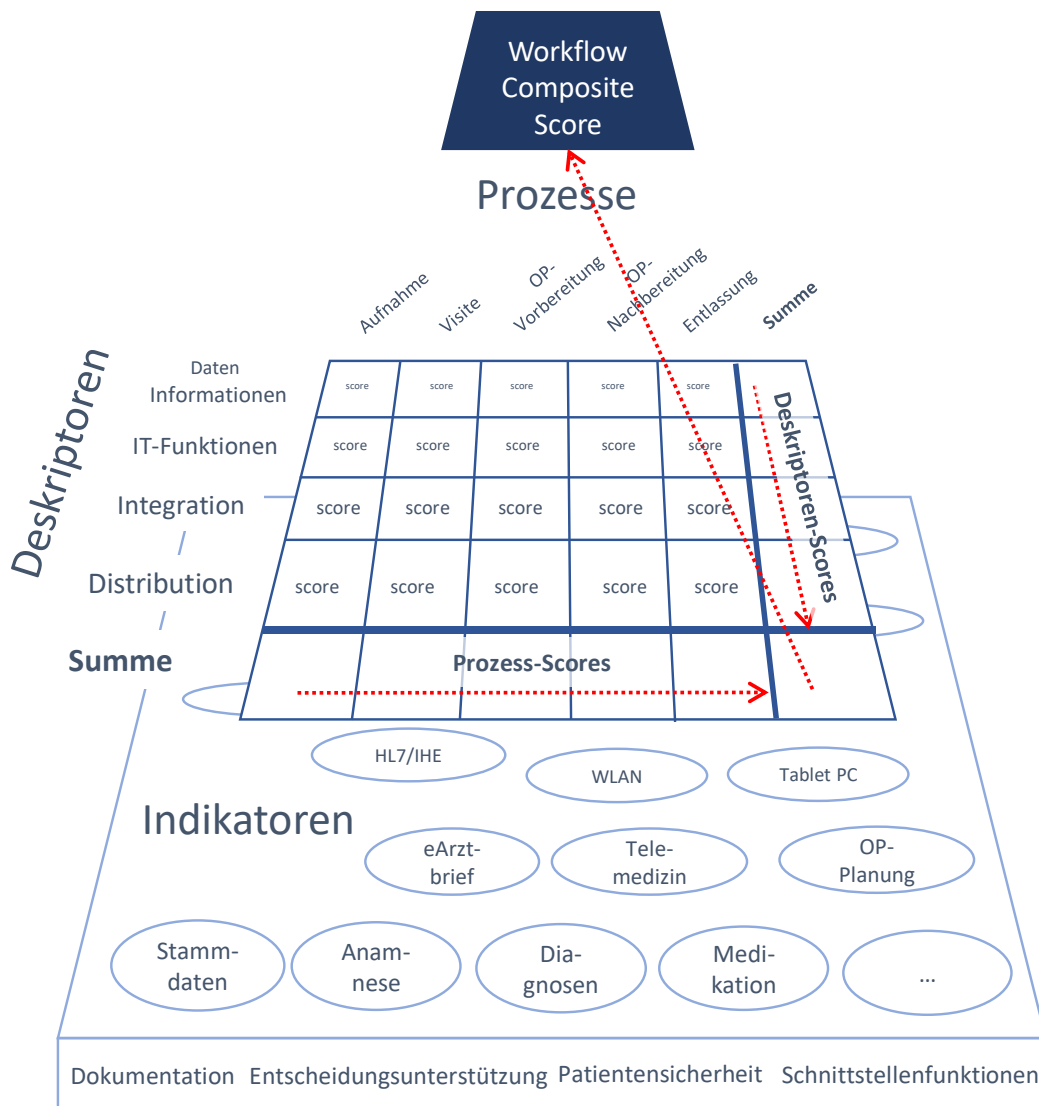 Workflow
Composite
Score
Prozesse
Aufnahme
Visite
OP-
Vorbereitung
OP-
Nachbereitung
Entlassung
Summe
Deskriptoren
Daten
Informationen
score score score score score
IT-Funktionen
score score score score score
Integration
score score score score score
Distribution
score score score score score
Deskriptoren-Scores
Summe
Prozess-Scores
HL7/IHE
WLAN
Tablet PC
Indikatoren
eArzt-
brief
Tele-
medizin
OP-
Planung
Stamm-
daten
Anam-
nese
Dia-
gnosen
Medi-
kation
...
Dokumentation Entscheidungsunterstützung Patientensicherheit Schnittstellenfunktionen